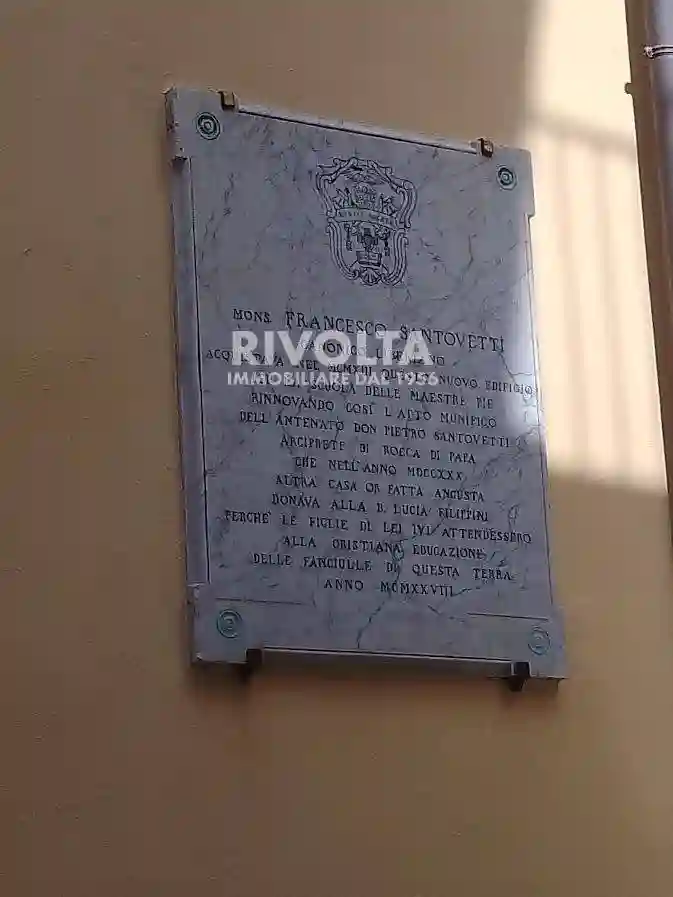 MONS. FRANCESCO SANTOVETTI
CANONICO LIBERIANO
ACQUISTAVA NEL MCMXIII QUESTO NUOVO EDIFICIO
SCUOLA DELLE MAESTRE PIE
RINNOVANDO COSÌ L'ATTO MUNIFICO
DELL'ANTENATO DON PIETRO SANTOVETTI
ARCIPRETE DI ROCCA DI PAPA
CHE NELL'ANNO MDCCXXX
ALTRA CASA OR FATTA ANGUSTA
DONAVA ALLA B. LUCIA FILIPPINI
PERCHÈ LE FIGLIE DI LEI IVI ATTENDESSERO
ALLA CRISTIANA EDUCAZIONE
DELLE FANCIULLE DI QUESTA TERRA
ANNO MCMXXVIII
RIVOLTA
IMMOBILIARE DAL 1956